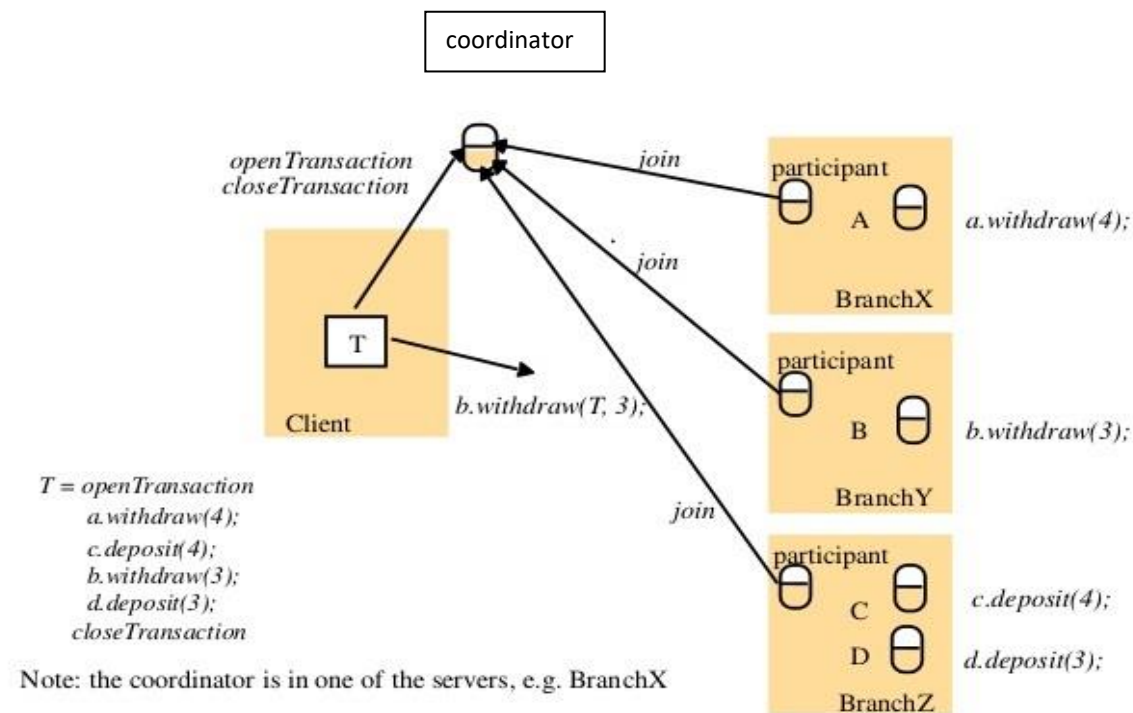 coordinator
openTransaction
closeTransaction
join
participant
A
a.withdraw(4);
BranchX
join
T
Client
b.withdraw(T, 3);
participant
B
b.withdraw(3);
BranchY
join
participant
C
c.deposit(4);
D
d.deposit(3);
BranchZ
T = openTransaction
a.withdraw(4);
c.deposit(4);
b.withdraw(3);
d.deposit(3);
closeTransaction
Note: the coordinator is in one of the servers, e.g. BranchX